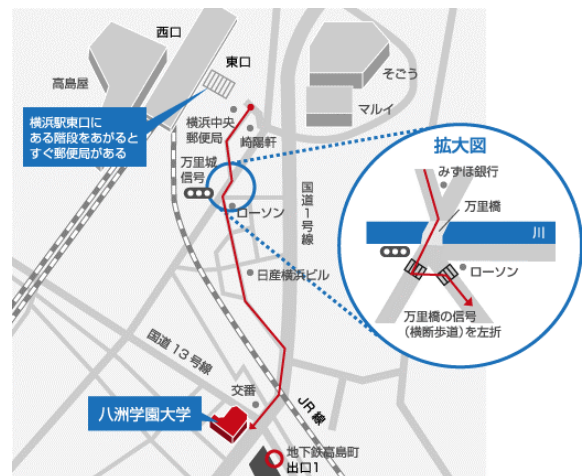 西口
東口
高島屋
そごう
マルイ
横浜駅東口に
ある階段をあがると
すぐ郵便局がある
横浜中央
郵便局
崎陽軒
万里城
信号
ローソン
国道1号線
日産横浜ビル
国道13号線
交番
JR線
八洲学園大学
地下鉄高島町
出口1
拡大図
みずほ銀行
万里橋
川
ローソン
万里橋の信号
(横断歩道)を左折